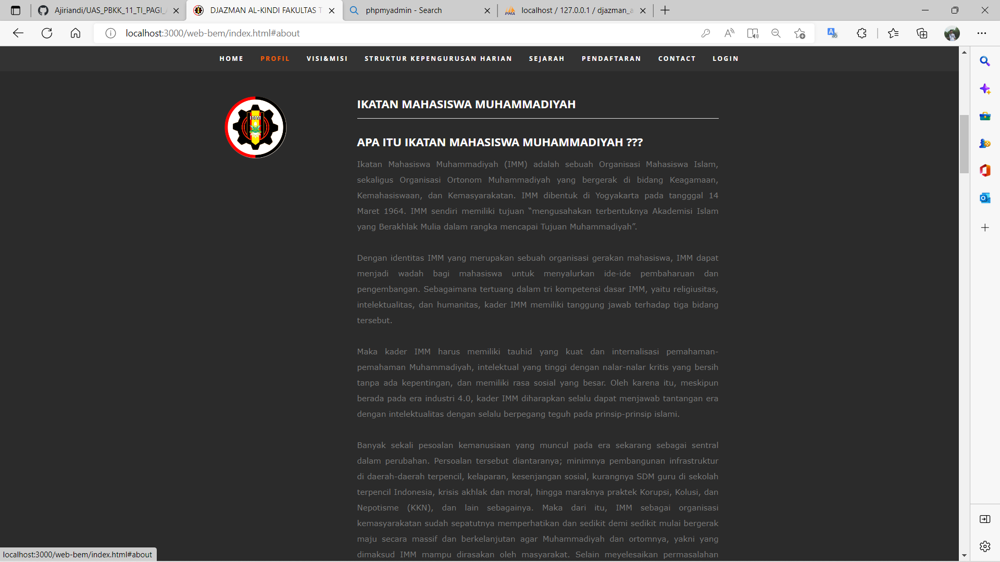 Ajiriandi/UAS_PBKK_11_TI_PAGI_
DJAZMAN AL-KINDI FAKULTAS T
phpmyadmin - Search
localhost / 127.0.0.1 / djazman_a
localhost:3000/web-bem/index.html#about
HOME PROFIL VISI&MISI STRUKTUR KEPENGURUSAN HARIAN SEJARAH PENDAFTARAN CONTACT LOGIN
IMM
IKATAN MAHASISWA MUHAMMADIYAH
APA ITU IKATAN MAHASISWA MUHAMMADIYAH ???
Ikatan Mahasiswa Muhammadiyah (IMM) adalah sebuah Organisasi Mahasiswa Islam,
sekaligus Organisasi Ortonom Muhammadiyah yang bergerak di bidang Keagamaan,
Kemahasiswaan, dan Kemasyarakatan. IMM dibentuk di Yogyakarta pada tangggal 14
Maret 1964. IMM sendiri memiliki tujuan “mengusahakan terbentuknya Akademisi Islam
yang Berakhlak Mulia dalam rangka mencapai Tujuan Muhammadiyah”.
Dengan identitas IMM yang merupakan sebuah organisasi gerakan mahasiswa, IMM dapat
menjadi wadah bagi mahasiswa untuk menyalurkan ide-ide pembaharuan dan
pengembangan. Sebagaimana tertuang dalam tri kompetensi dasar IMM, yaitu religiusitas,
intelektualitas, dan humanitas, kader IMM memiliki tanggung jawab terhadap tiga bidang
tersebut.
Maka kader IMM harus memiliki tauhid yang kuat dan internalisasi pemahaman-
pemahaman Muhammadiyah, intelektual yang tinggi dengan nalar-nalar kritis yang bersih
tanpa ada kepentingan, dan memiliki rasa sosial yang besar. Oleh karena itu, meskipun
berada pada era industri 4.0, kader IMM diharapkan selalu dapat menjawab tantangan era
dengan intelektualitas dengan selalu berpegang teguh pada prinsip-prinsip islami.
Banyak sekali pesoalan kemanusiaan yang muncul pada era sekarang sebagai sentral
dalam perubahan. Persoalan tersebut diantaranya; minimnya pembangunan infrastruktur
di daerah-daerah terpencil, kelaparan, kesenjangan sosial, kurangnya SDM guru di sekolah
terpencil Indonesia, krisis akhlak dan moral, hingga maraknya praktek Korupsi, Kolusi, dan
Nepotisme (KKN), dan lain sebagainya. Maka dari itu, IMM sebagai organisasi
kemasyarakatan sudah sepatutnya memperhatikan dan sedikit demi sedikit mulai bergerak
maju secara massif dan berkelanjutan agar Muhammadiyah dan ortomnya, yakni yang
dimaksud IMM mampu dirasakan oleh masyarakat. Selain meyelesaikan permasalahan
localhost:3000/web-bem/index.html#about